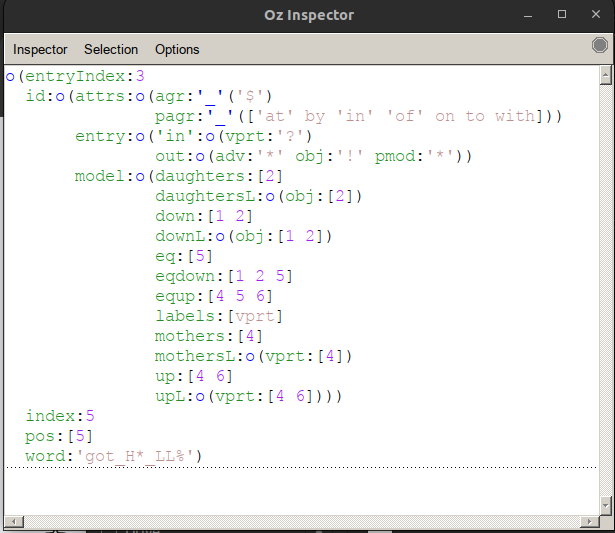 Oz Inspector
Inspector Selection Options
o(entryIndex:3
id:o(attrs:o(agr:'_'('$')
pagr:'_'(['at' by 'in' 'of' on to with]))
entry:o('in':o(vprt:'?')
out:o(adv:'*' obj:'!' pmod:'*'))
model:o(daughters:[2]
daughtersL:o(obj:[2])
down:[1 2]
downL:o(obj:[1 2])
eq:[5]
eqdown:[1 2 5]
equp:[4 5 6]
labels:[vprt]
mothers:[4]
mothersL:o(vprt:[4])
up:[4 6]
upL:o(vprt:[4 6])))
index:5
pos:[5]
word:'got_H*_LL%')